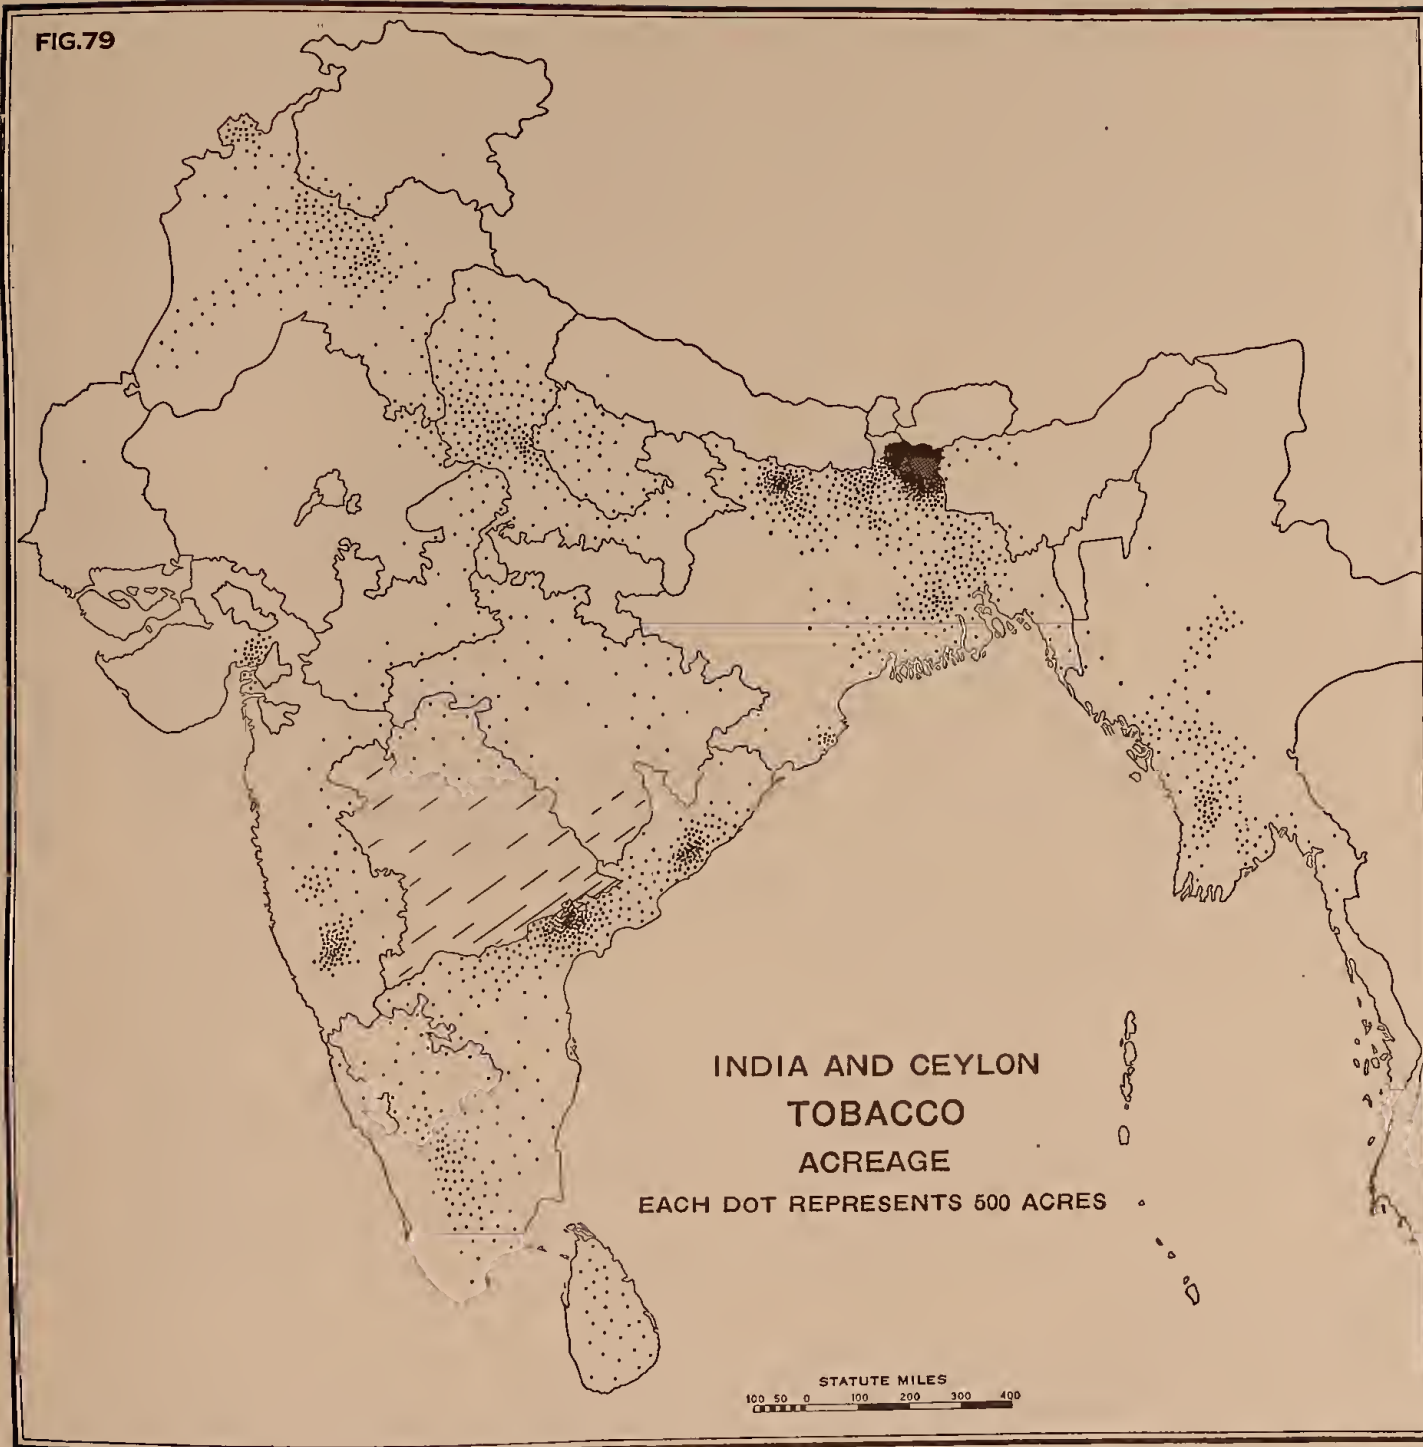 FIG.79
INDIA AND CEYLON
TOBACCO
ACREAGE
EACH DOT REPRESENTS 500 ACRES
STATUTE MILES
100 50 0 100 200 300 400